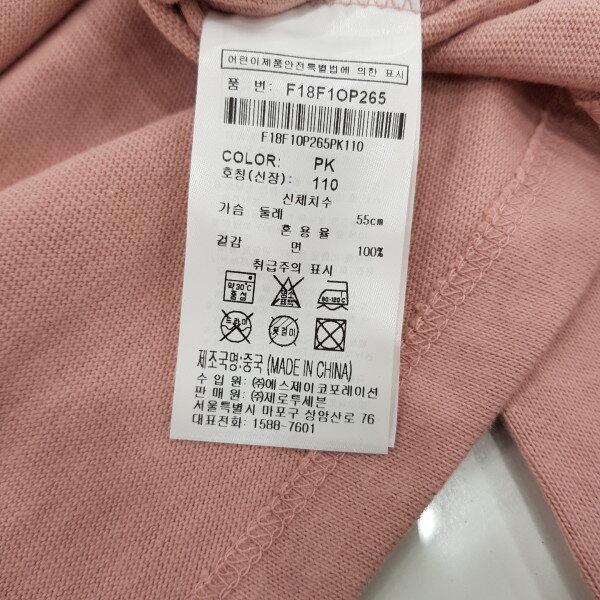 어린이제품안전특별법에 의한 표시
품 번: F18F1OP265
F18F1OP265PK110
COLOR: PK
호칭(신장): 110
신체치수
가슴 둘레 55cm
혼 용 율
겉감 면 100%
취급주의 표시
약30℃ 중성
80-120℃
드라이
옷걸이
제조국명:중국 (MADE IN CHINA)
수 입 원: (주)에스제이코포레이션
판 매 원: (주)제로투세븐
서울특별시 마포구 상암산로 76
대표전화: 1588-7601